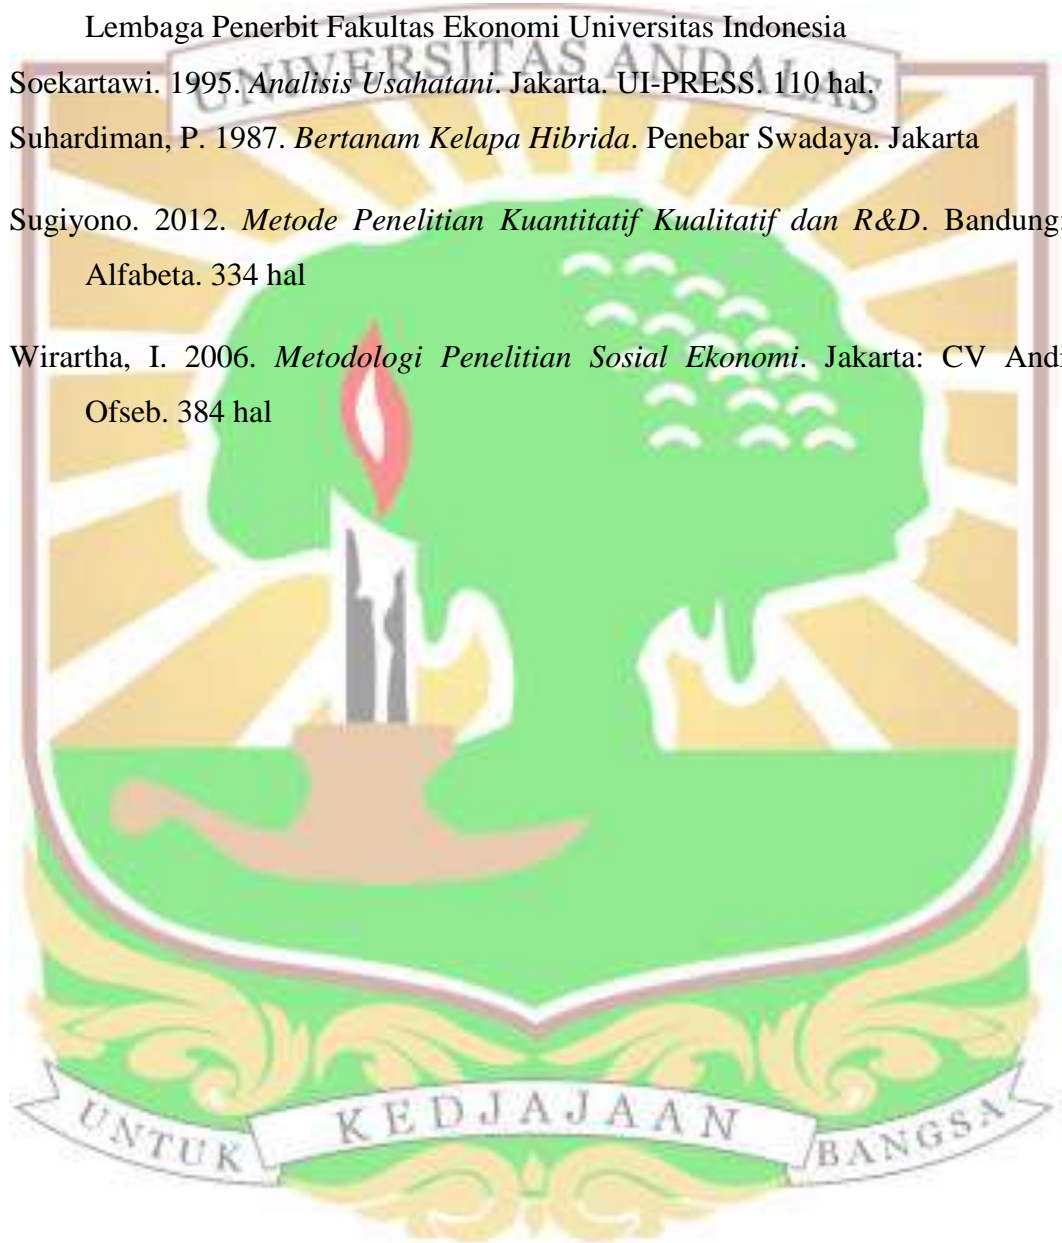 Lembaga Penerbit Fakultas Ekonomi Universitas Indonesia
UNIVERSITAS ANDALAS
Soekartawi. 1995. Analisis Usahatani. Jakarta. UI-PRESS. 110 hal.
Suhardiman, P. 1987. Bertanam Kelapa Hibrida. Penebar Swadaya. Jakarta
Sugiyono. 2012. Metode Penelitian Kuantitatif Kualitatif dan R&D. Bandung:
Alfabeta. 334 hal
Wirartha, I. 2006. Metodologi Penelitian Sosial Ekonomi. Jakarta: CV Andi
Ofseb. 384 hal
UNTUK KEDJAJAAN BANGSA